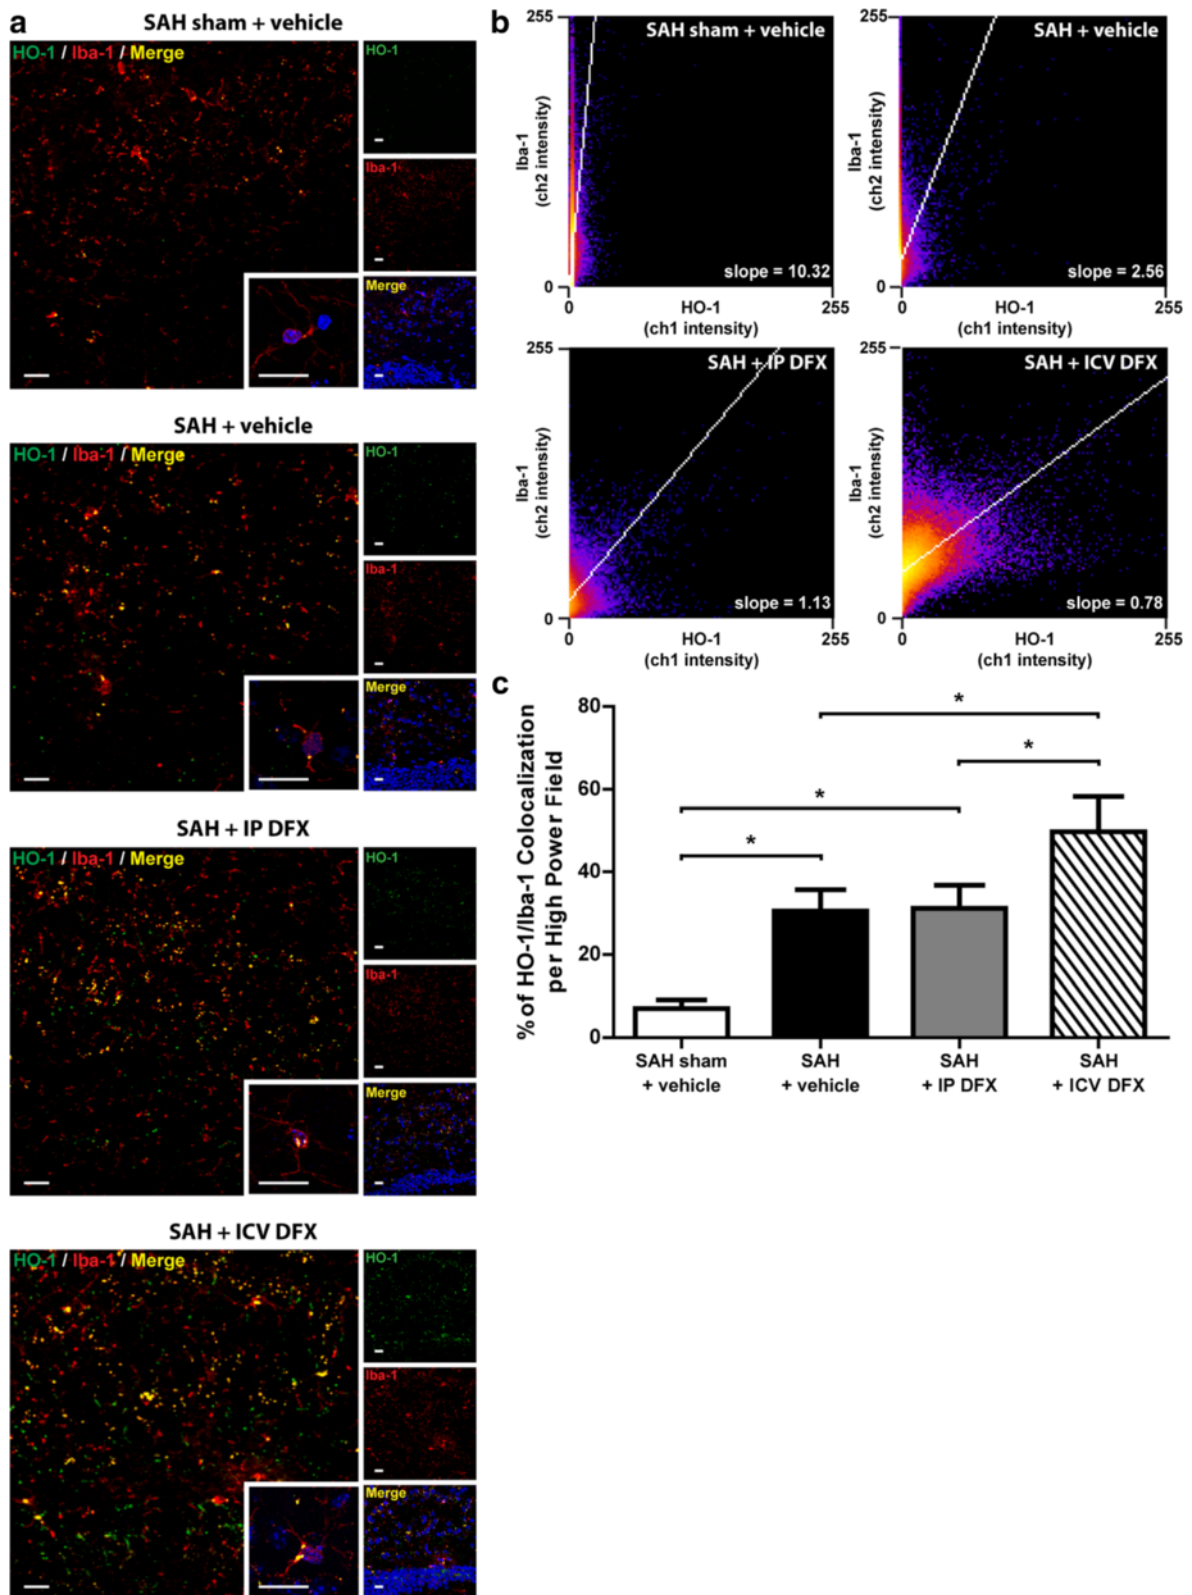 a
SAH sham + vehicle
HO-1 / Iba-1 / Merge
HO-1
Iba-1
Merge
SAH + vehicle
HO-1 / Iba-1 / Merge
HO-1
Iba-1
Merge
SAH + IP DFX
HO-1 / Iba-1 / Merge
HO-1
Iba-1
Merge
SAH + ICV DFX
HO-1 / Iba-1 / Merge
HO-1
Iba-1
Merge
b
255
SAH sham + vehicle
Iba-1
(ch2 intensity)
slope = 10.32
0
0
HO-1
255
(ch1 intensity)
255
SAH + vehicle
Iba-1
(ch2 intensity)
slope = 2.56
0
0
HO-1
255
(ch1 intensity)
255
SAH + IP DFX
Iba-1
(ch2 intensity)
slope = 1.13
0
0
HO-1
255
(ch1 intensity)
255
SAH + ICV DFX
Iba-1
(ch2 intensity)
slope = 0.78
0
0
HO-1
255
(ch1 intensity)
c
% of HO-1/Iba-1 Colocalization
per High Power Field
80
60
40
20
0
*
*
*
*
SAH sham
+ vehicle
SAH
+ vehicle
SAH
+ IP DFX
SAH
+ ICV DFX